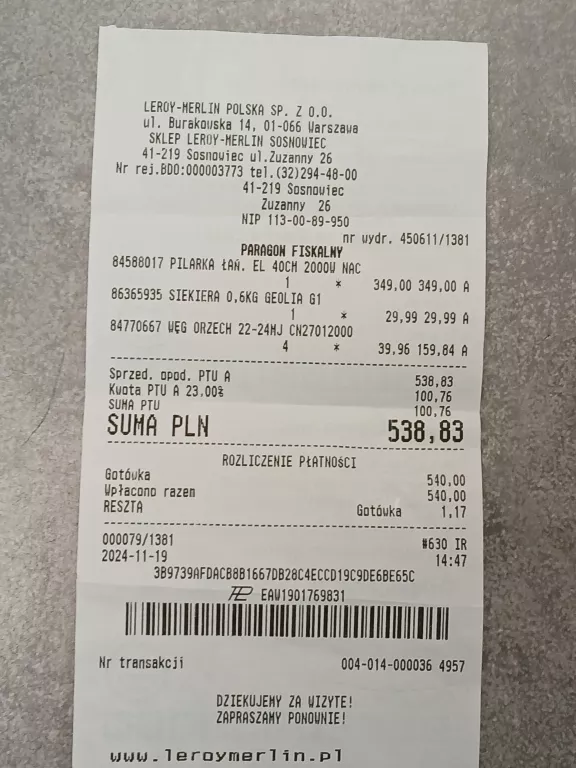 LEROY-MERLIN POLSKA SP. Z O.O.
ul. Burakowska 14, 01-066 Warszawa
SKLEP LEROY-MERLIN SOSNOWIEC
41-219 Sosnowiec ul.Zuzanny 26
Nr rej.BDO:000003773 tel.(32)294-48-00
41-219 Sosnowiec
Zuzanny 26
NIP 113-00-89-950
nr wydr. 450611/1381
PARAGON FISKALNY
84588017 PILARKA ŁAŃ. EL 40CM 2000W NAC
1 * 349,00 349,00 A
86365935 SIEKIERA 0,6KG GEOLIA G1
1 * 29,99 29,99 A
84770667 WĘG ORZECH 22-24MJ CN27012000
4 * 39,96 159,84 A
Sprzed. opod. PTU A 538,83
Kwota PTU A 23,00% 100,76
SUMA PTU 100,76
SUMA PLN 538,83
ROZLICZENIE PŁATNOŚCI
Gotówka 540,00
Wpłacono razem 540,00
RESZTA Gotówka 1,17
000079/1381 #630 IR
2024-11-19 14:47
3B9739AFDACB8B1667DB28C4ECCD19C9DE6BE65C
EAW1901769831
Nr transakcji 004-014-000036 4957
DZIEKUJEMY ZA WIZYTE!
ZAPRASZAMY PONOWNIE!
www.leroymerlin.pl